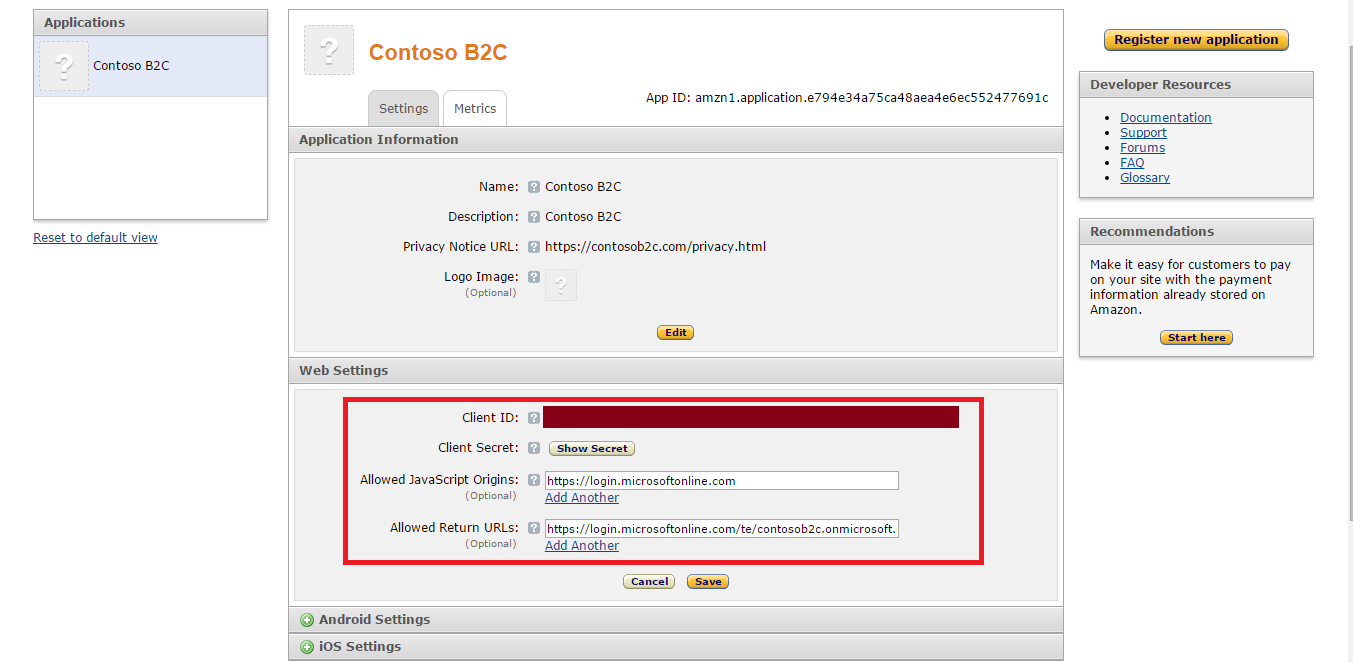 Applications
?
Contoso B2C
Reset to default view
?
Contoso B2C
Settings
Metrics
App ID: amzn1.application.e794e34a75ca48aea4e6ec552477691c
Application Information
Name: ? Contoso B2C
Description: ? Contoso B2C
Privacy Notice URL: ? https://contosob2c.com/privacy.html
Logo Image: ? ?
(Optional)
Edit
Web Settings
Client ID: ?
Client Secret: ? Show Secret
Allowed JavaScript Origins: ? https://login.microsoftonline.com
(Optional) Add Another
Allowed Return URLs: ? https://login.microsoftonline.com/te/contosob2c.onmicrosoft.
(Optional) Add Another
Cancel Save
Android Settings
iOS Settings
Register new application
Developer Resources
• Documentation
• Support
• Forums
• FAQ
• Glossary
Recommendations
Make it easy for customers to pay
on your site with the payment
information already stored on
Amazon.
Start here